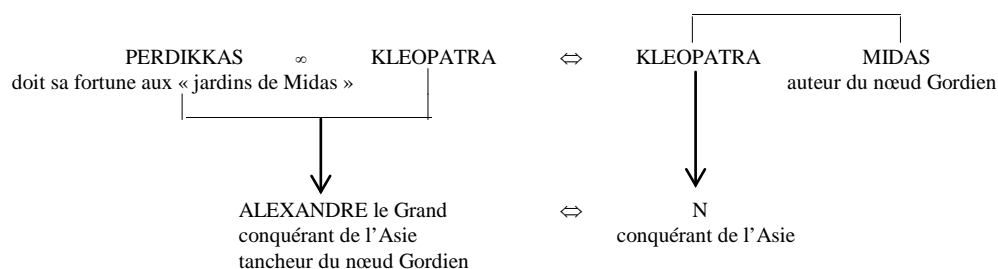 PERDIKKAS ∞ KLEOPATRA ⇔ KLEOPATRA MIDAS
doit sa fortune aux « jardins de Midas » auteur du nœud Gordien
ALEXANDRE le Grand ⇔ N
conquérant de l’Asie conquérant de l’Asie
tancheur du nœud Gordien